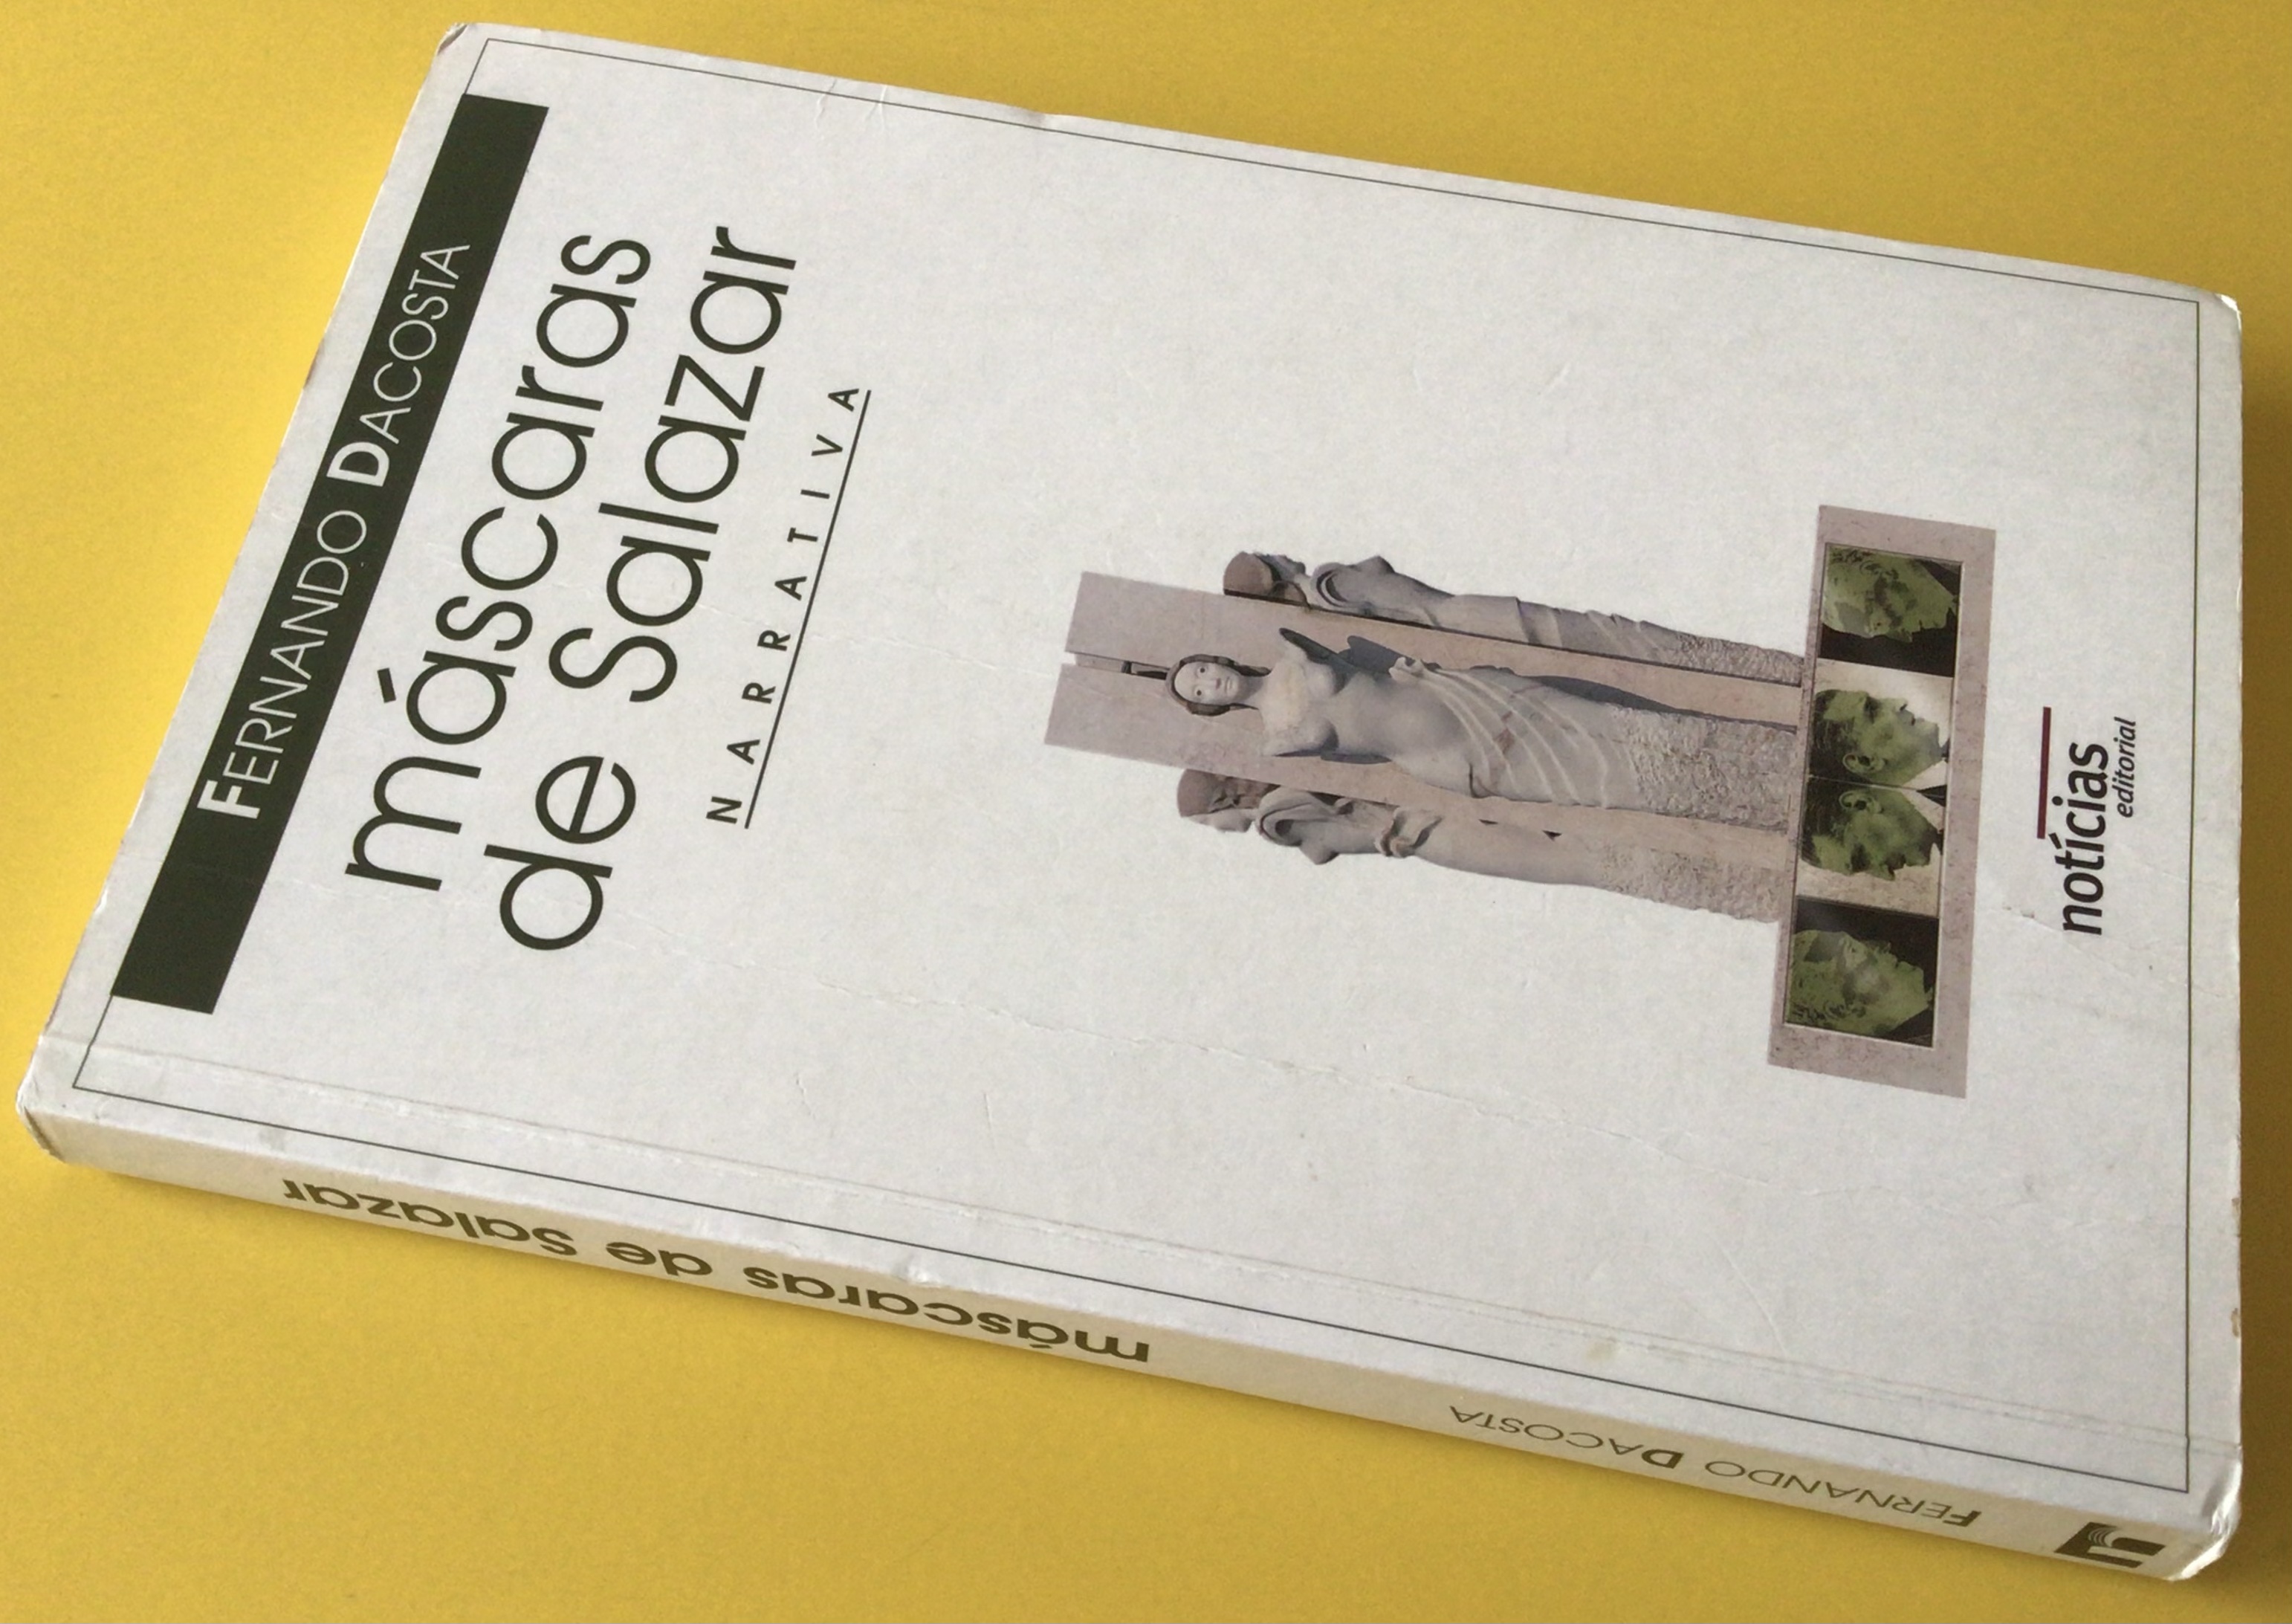 FERNANDO DACOSTA
máscaras
de Salazar
NARRATIVA
notícias
editorial
máscaras de salazar
FERNANDO DACOSTA